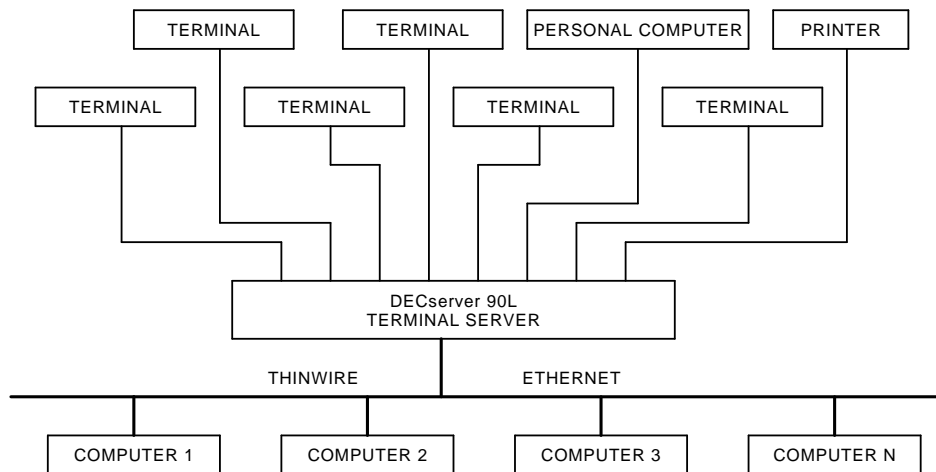 TERMINAL
TERMINAL
PERSONAL COMPUTER
PRINTER
TERMINAL
TERMINAL
TERMINAL
TERMINAL
DECserver 90L
TERMINAL SERVER
THINWIRE
ETHERNET
COMPUTER 1
COMPUTER 2
COMPUTER 3
COMPUTER N